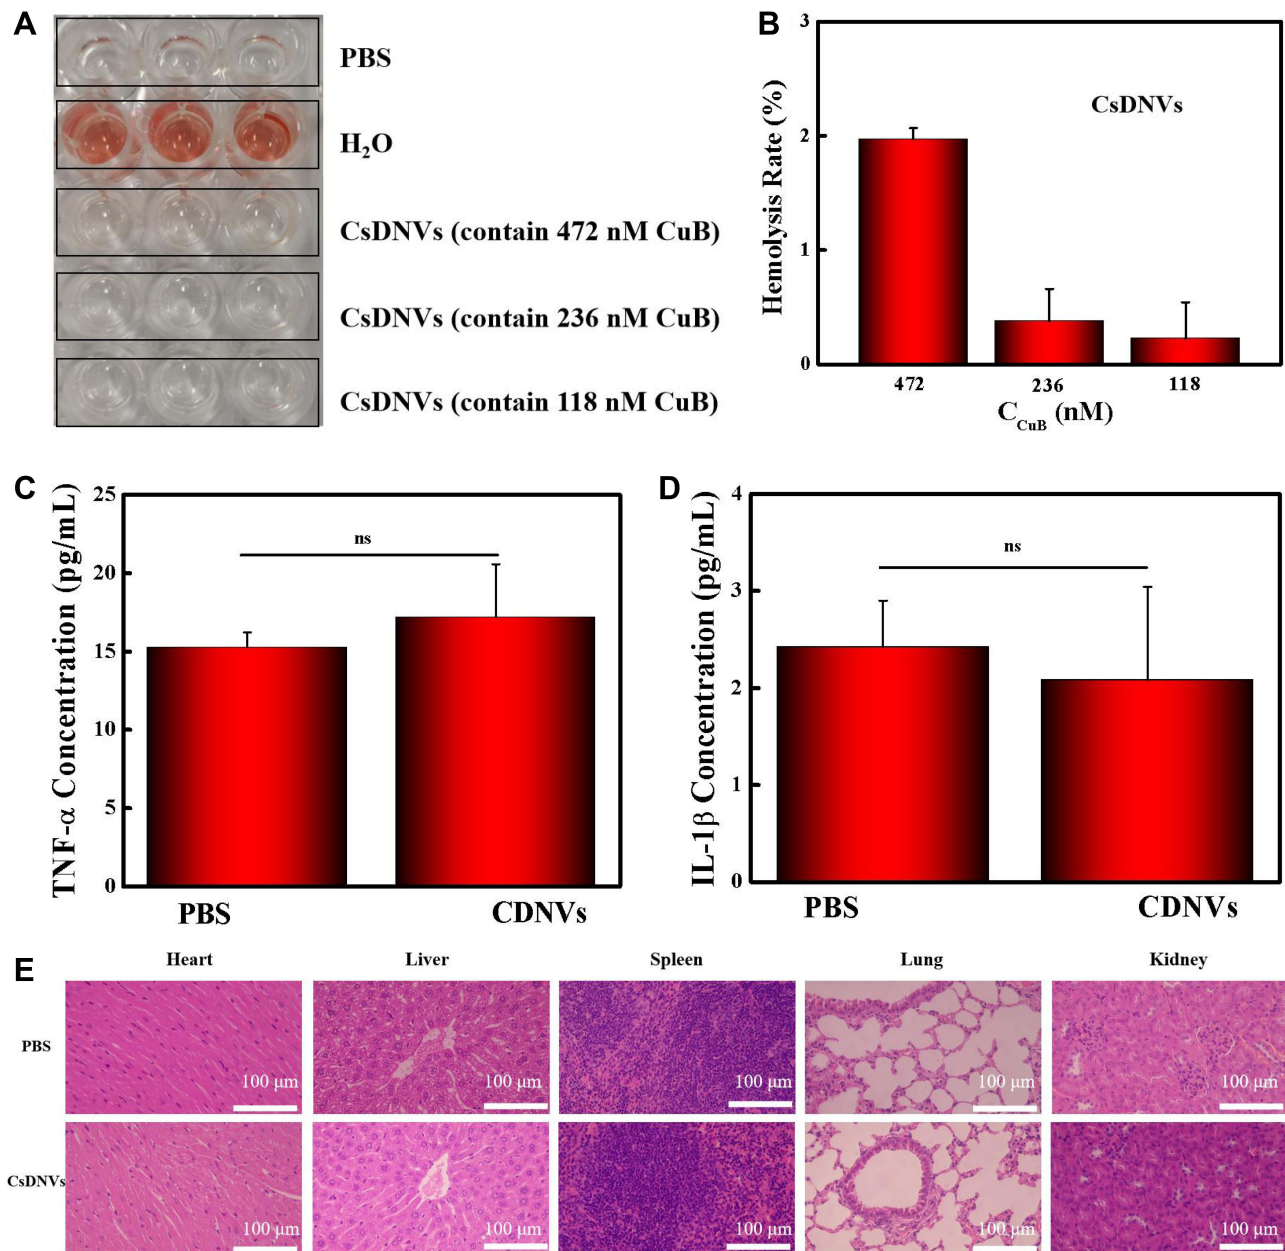 A
PBS
H₂O
CsDNVs (contain 472 nM CuB)
CsDNVs (contain 236 nM CuB)
CsDNVs (contain 118 nM CuB)
B
Hemolysis Rate (%)
3
2
1
0
CsDNVs
472 236 118
C_CuB (nM)
C
TNF-α Concentration (pg/mL)
25
20
15
10
5
0
ns
PBS CDNVs
D
IL-1β Concentration (pg/mL)
4
3
2
1
0
ns
PBS CDNVs
E
Heart Liver Spleen Lung Kidney
PBS
100 μm 100 μm 100 μm 100 μm 100 μm
CsDNVs
100 μm 100 μm 100 μm 100 μm 100 μm